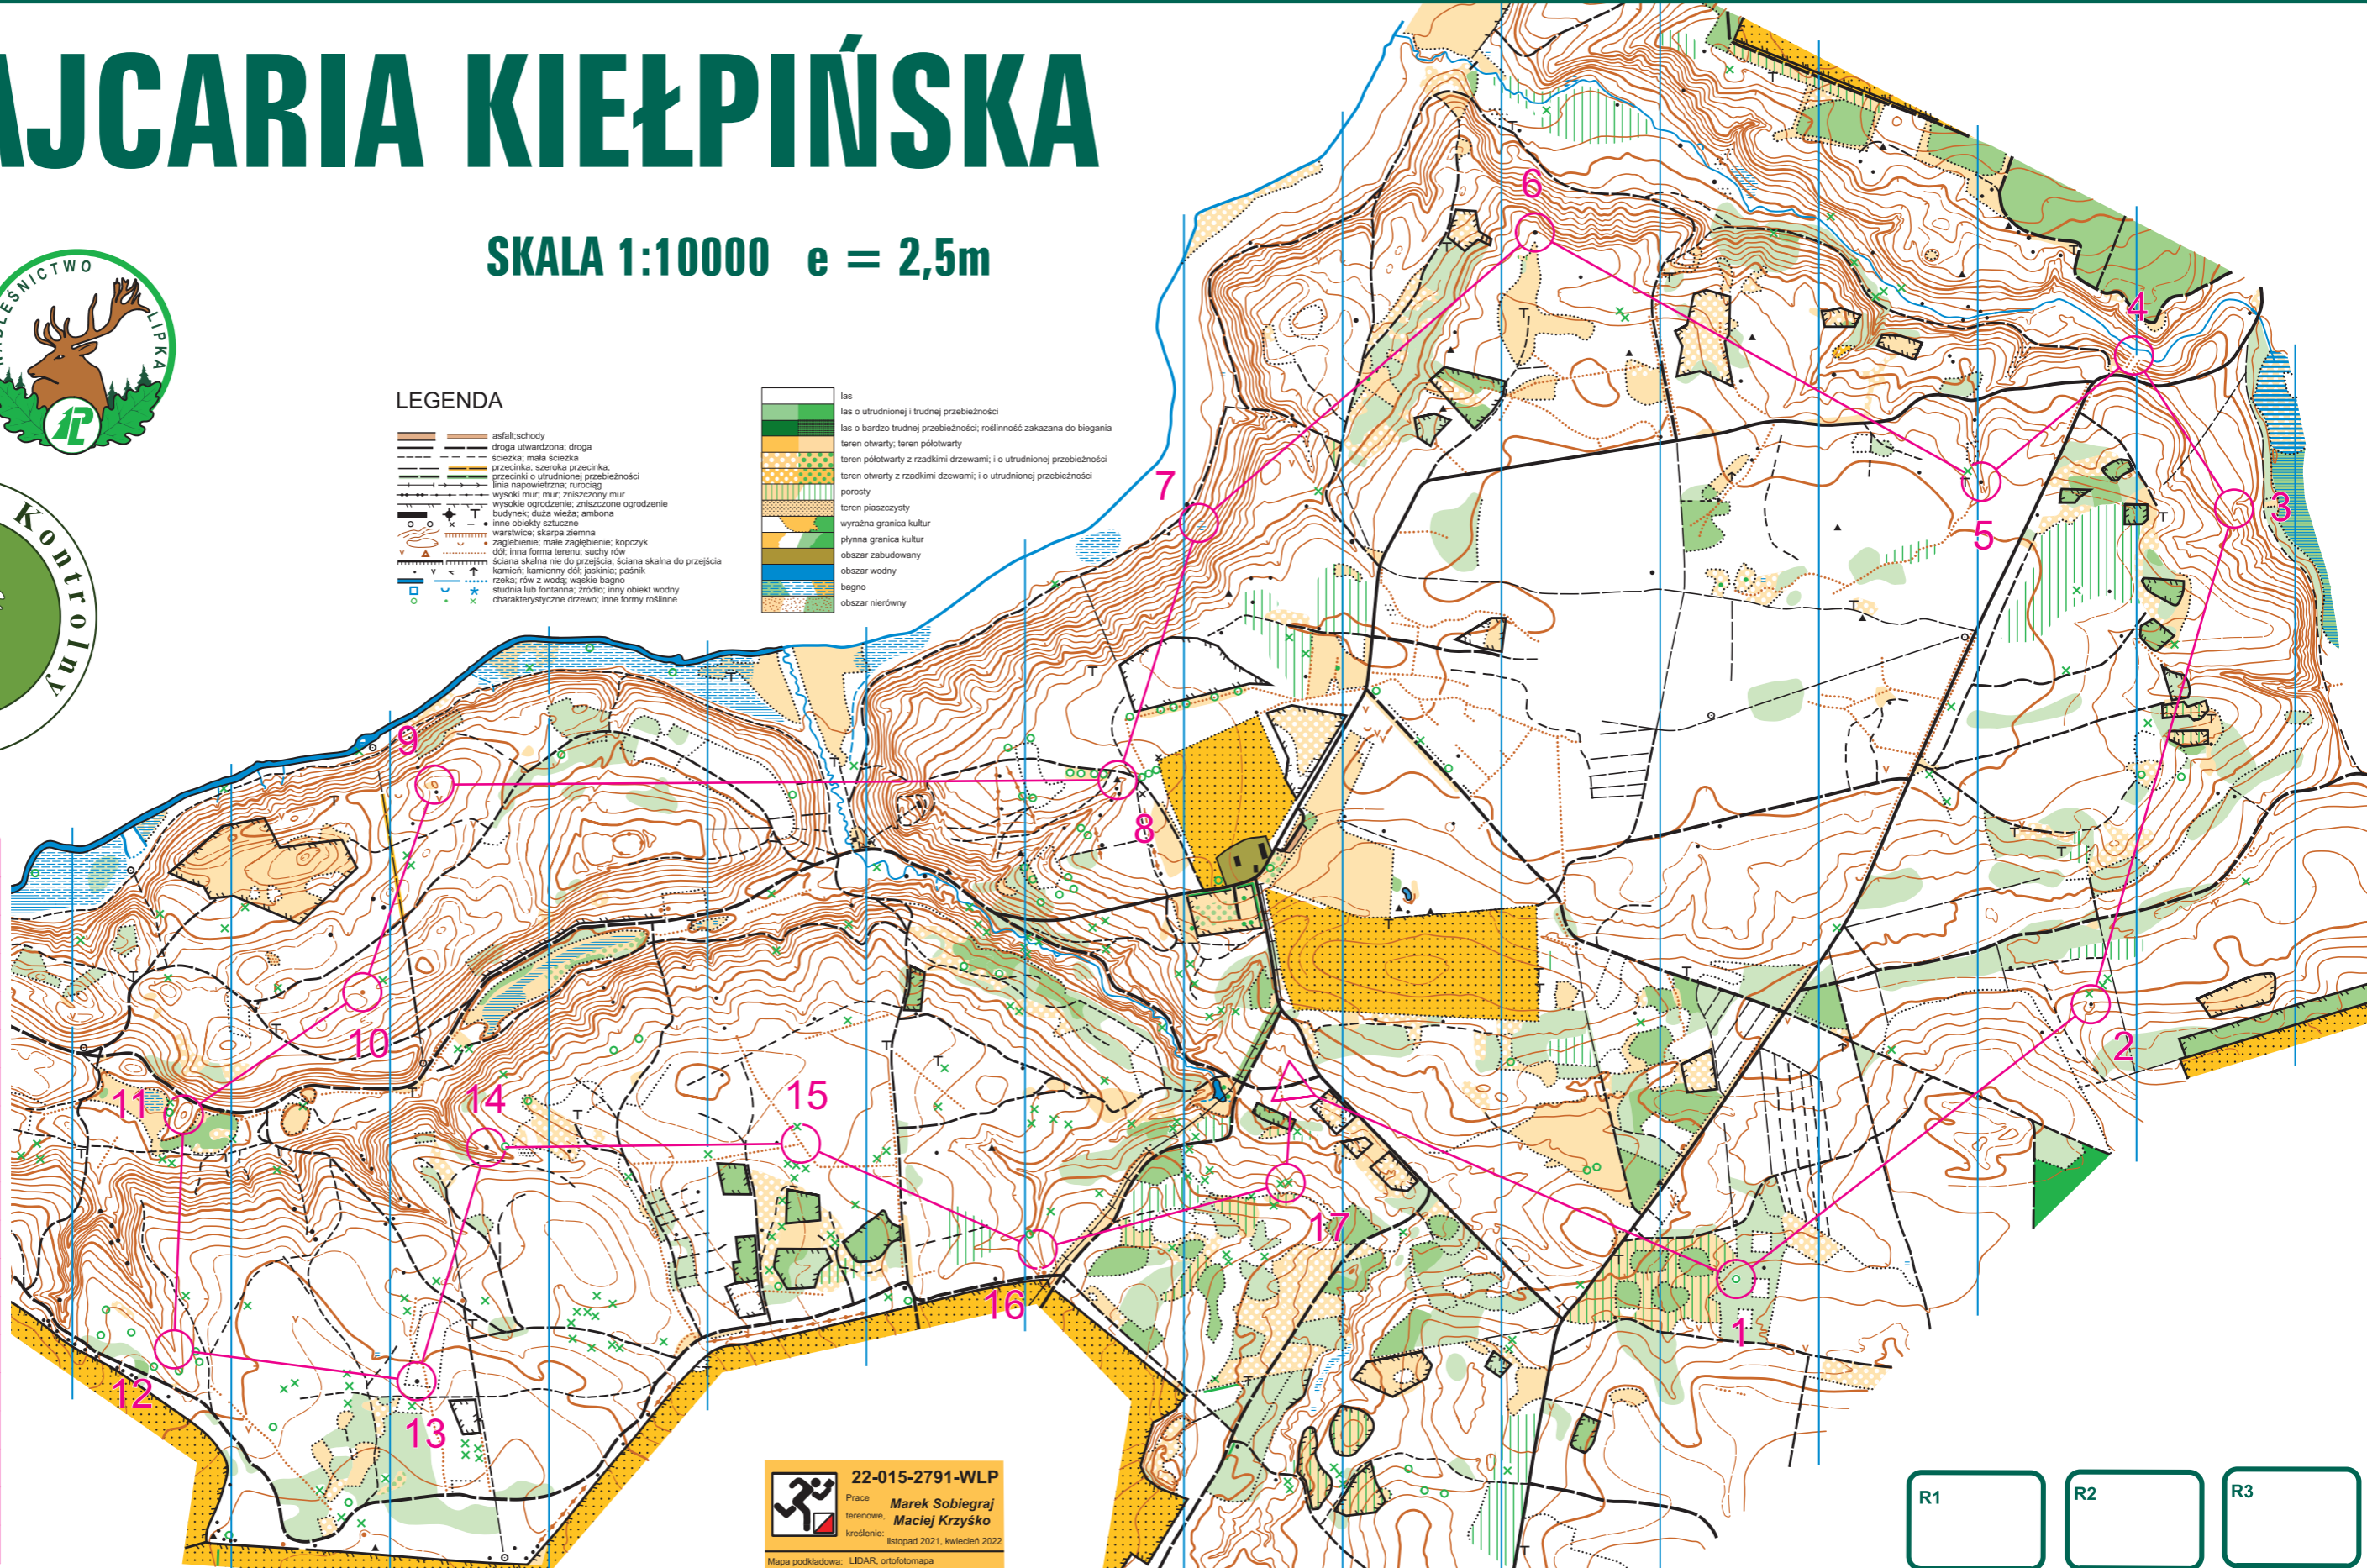 AJCARIA KIEŁPIŃSKA
SKALA 1:10000 e = 2,5m
NADLEŚNICTWO LIPKA
LP
Kontrolny
LEGENDA
asfalt;schody
droga utwardzona; droga
ścieżka; mała ścieżka
przecinka; szeroka przecinka;
przecinki o utrudnionej przebieżności
linia napowietrzna; rurociąg
wysoki mur; mur; zniszczony mur
wysokie ogrodzenie; zniszczone ogrodzenie
budynek; duża wieża; ambona
inne obiekty sztuczne
warstwice; skarpa ziemna
zaglebienie; małe zagłębienie; kopczyk
dół; inna forma terenu; suchy rów
ściana skalna nie do przejścia; ściana skalna do przejścia
kamień; kamienny dół; jaskinia; paśnik
rzeka; rów z wodą; wąskie bagno
studnia lub fontanna; źródło; inny obiekt wodny
charakterystyczne drzewo; inne formy roślinne
las
las o utrudnionej i trudnej przebieżności
las o bardzo trudnej przebieżności; roślinność zakazana do biegania
teren otwarty; teren półotwarty
teren półotwarty z rzadkimi drzewami; i o utrudnionej przebieżności
teren otwarty z rzadkimi dzewami; i o utrudnionej przebieżności
porosty
teren piaszczysty
wyraźna granica kultur
płynna granica kultur
obszar zabudowany
obszar wodny
bagno
obszar nierówny
6
4
7
3
5
9
8
10
2
11
14
15
17
16
1
12
13
22-015-2791-WLP
Prace terenowe, kreślenie:
Marek Sobiegraj
Maciej Krzyśko
listopad 2021, kwiecień 2022
Mapa podkładowa: LIDAR, ortofotomapa
R1
R2
R3